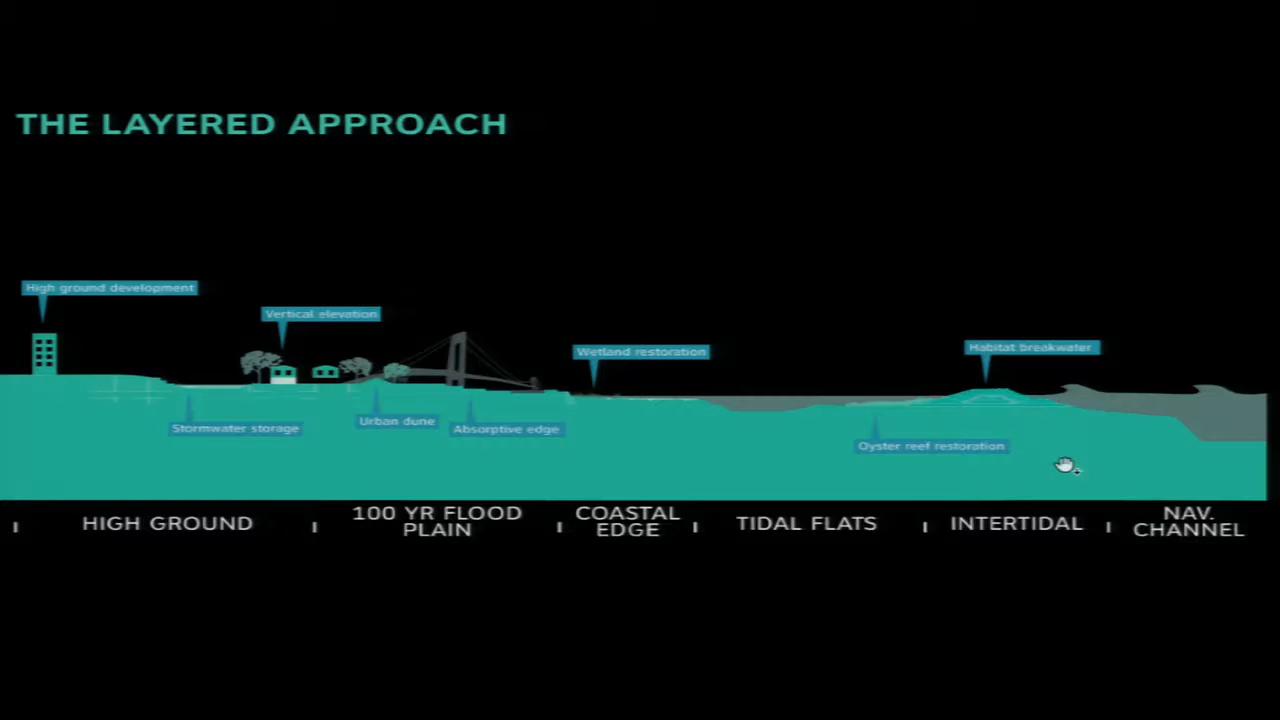 THE LAYERED APPROACH
High ground development
Vertical elevation
Wetland restoration
Habitat breakwater
Stormwater storage
Urban dune
Absorptive edge
Oyster reef restoration
HIGH GROUND
100 YR FLOOD
PLAIN
COASTAL
EDGE
TIDAL FLATS
INTERTIDAL
NAV.
CHANNEL